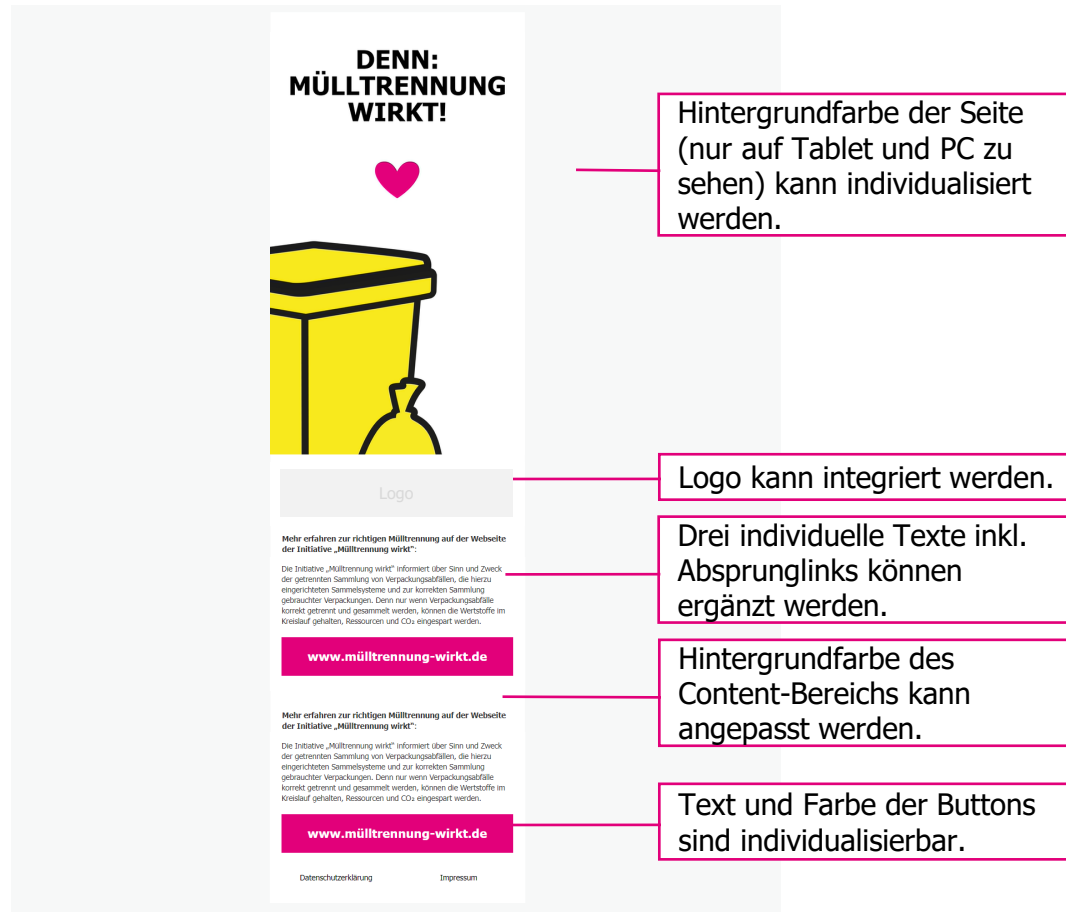 DENN:
MÜLLTRENNUNG
WIRKT!
Hintergrundfarbe der Seite
(nur auf Tablet und PC zu
sehen) kann individualisiert
werden.
Logo
Logo kann integriert werden.
Mehr erfahren zur richtigen Mülltrennung auf der Webseite
der Initiative „Mülltrennung wirkt“:
Die Initiative „Mülltrennung wirkt“ informiert über Sinn und Zweck
der getrennten Sammlung von Verpackungsabfällen, die hierzu
eingerichteten Sammelsysteme und zur korrekten Sammlung
gebrauchter Verpackungen. Denn nur wenn Verpackungsabfälle
korrekt getrennt und gesammelt werden, können die Wertstoffe im
Kreislauf gehalten, Ressourcen und CO₂ eingespart werden.
Drei individuelle Texte inkl.
Absprunglinks können
ergänzt werden.
www.mülltrennung-wirkt.de
Hintergrundfarbe des
Content-Bereichs kann
angepasst werden.
Mehr erfahren zur richtigen Mülltrennung auf der Webseite
der Initiative „Mülltrennung wirkt“:
Die Initiative „Mülltrennung wirkt“ informiert über Sinn und Zweck
der getrennten Sammlung von Verpackungsabfällen, die hierzu
eingerichteten Sammelsysteme und zur korrekten Sammlung
gebrauchter Verpackungen. Denn nur wenn Verpackungsabfälle
korrekt getrennt und gesammelt werden, können die Wertstoffe im
Kreislauf gehalten, Ressourcen und CO₂ eingespart werden.
www.mülltrennung-wirkt.de
Text und Farbe der Buttons
sind individualisierbar.
Datenschutzerklärung Impressum